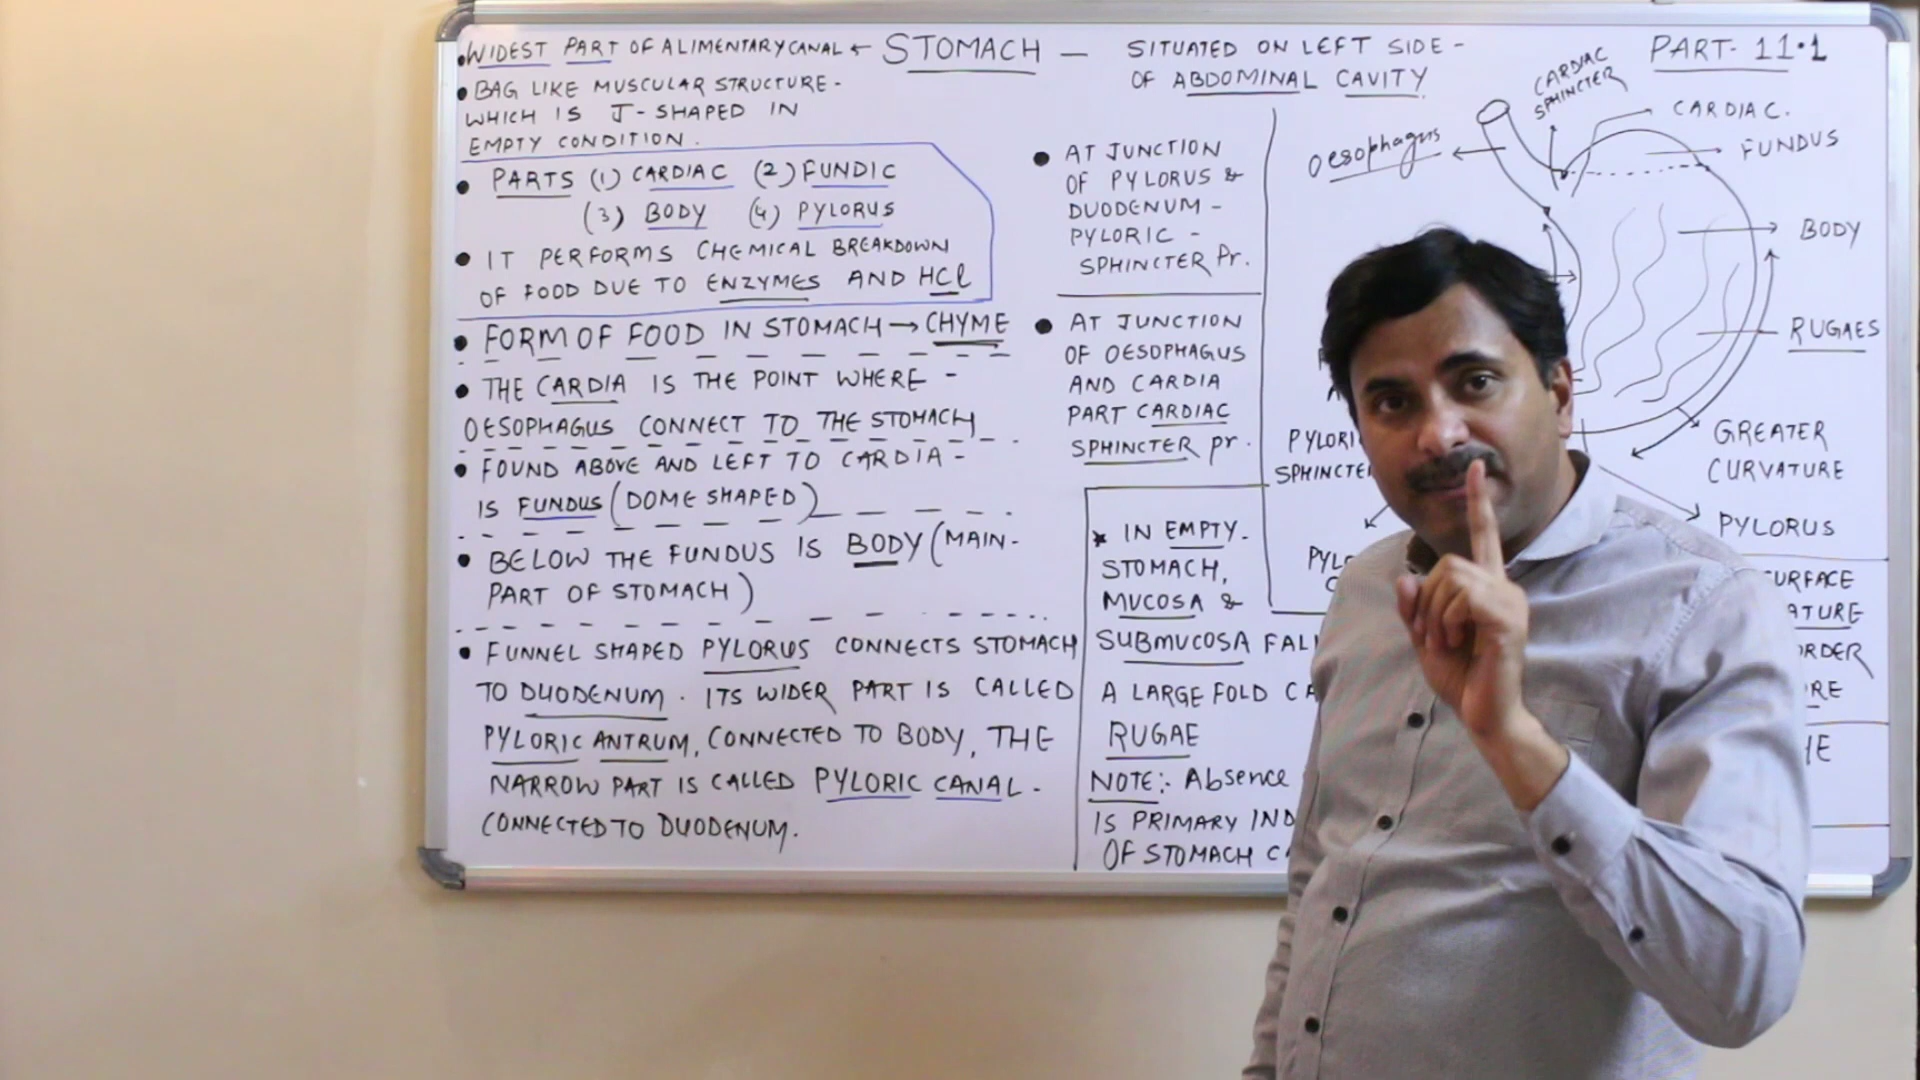 WIDEST PART OF ALIMENTARY CANAL ← STOMACH — SITUATED ON LEFT SIDE -
OF ABDOMINAL CAVITY
PART- 11.1
• BAG LIKE MUSCULAR STRUCTURE -
WHICH IS J-SHAPED IN
EMPTY CONDITION.
• PARTS (1) CARDIAC (2) FUNDIC
(3) BODY (4) PYLORUS
• IT PERFORMS CHEMICAL BREAKDOWN
OF FOOD DUE TO ENZYMES AND HCl
• FORM OF FOOD IN STOMACH → CHYME
• THE CARDIA IS THE POINT WHERE -
OESOPHAGUS CONNECT TO THE STOMACH
• FOUND ABOVE AND LEFT TO CARDIA -
IS FUNDUS (DOME SHAPED)
• BELOW THE FUNDUS IS BODY (MAIN-
PART OF STOMACH)
• FUNNEL SHAPED PYLORUS CONNECTS STOMACH
TO DUODENUM. ITS WIDER PART IS CALLED
PYLORIC ANTRUM, CONNECTED TO BODY, THE
NARROW PART IS CALLED PYLORIC CANAL -
CONNECTED TO DUODENUM.
• AT JUNCTION
OF PYLORUS &
DUODENUM -
PYLORIC -
SPHINCTER Pr.
• AT JUNCTION
OF OESOPHAGUS
AND CARDIA
PART CARDIAC
SPHINCTER pr.
★ IN EMPTY -
STOMACH,
MUCOSA &
SUBMUCOSA
A LARGE FOLD
RUGAE
NOTE:- Absence
IS PRIMARY
OF STOMACH
Oesophagus
CARDIAC
SPHINCTER
CARDIAC.
FUNDUS
BODY
RUGAES
GREATER
CURVATURE
PYLORUS